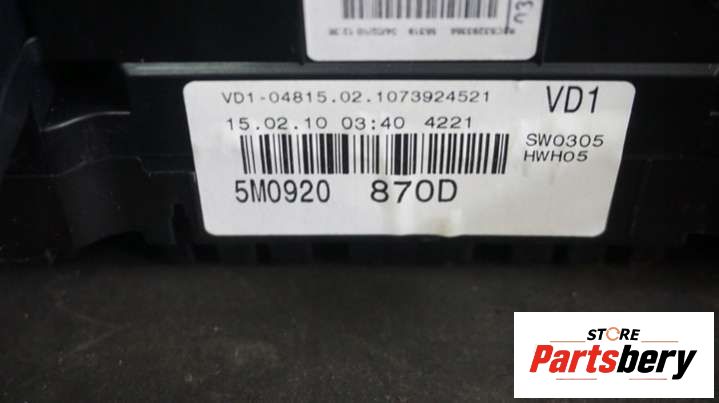 VD1-04815.02.1073924521 VD1
15.02.10 03:40 4221
SW0305
HWH05
5M0920 870D
STORE
Partsbery